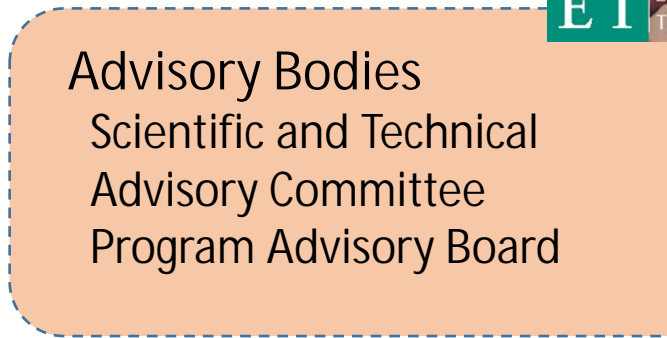 E T
T
Advisory Bodies
Scientific and Technical
Advisory Committee
Program Advisory Board